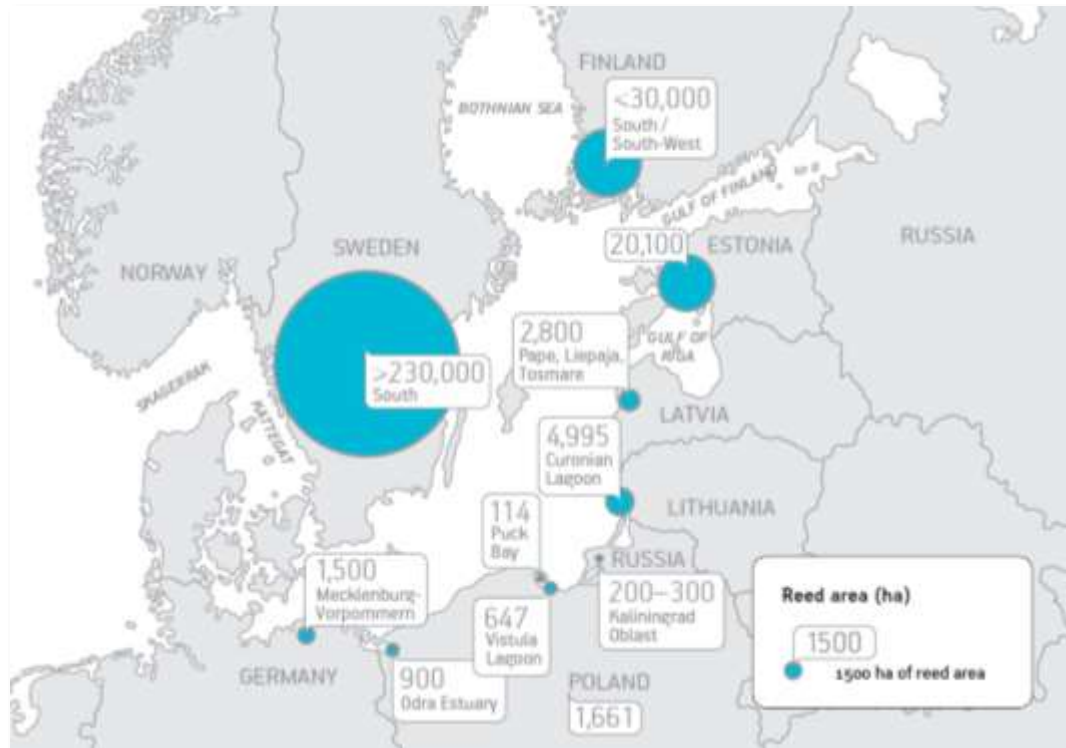 FINLAND
<30,000
South /
South-West
BOTHNIAN SEA
GULF OF FINLAND
SWEDEN
NORWAY
20,100
ESTONIA
RUSSIA
2,800
Pape, Liepaja,
Tosmare
GULF OF
RIGA
>230,000
South
SKAGERRAK
KATTEGAT
LATVIA
4,995
Curonian
Lagoon
LITHUANIA
114
Puck
Bay
RUSSIA
1,500
Mecklenburg-
Vorpommern
200–300
Kaliningrad
Oblast
647
Vistula
Lagoon
GERMANY
900
Odra Estuary
POLAND
1,661
Reed area (ha)
1500
1500 ha of reed area